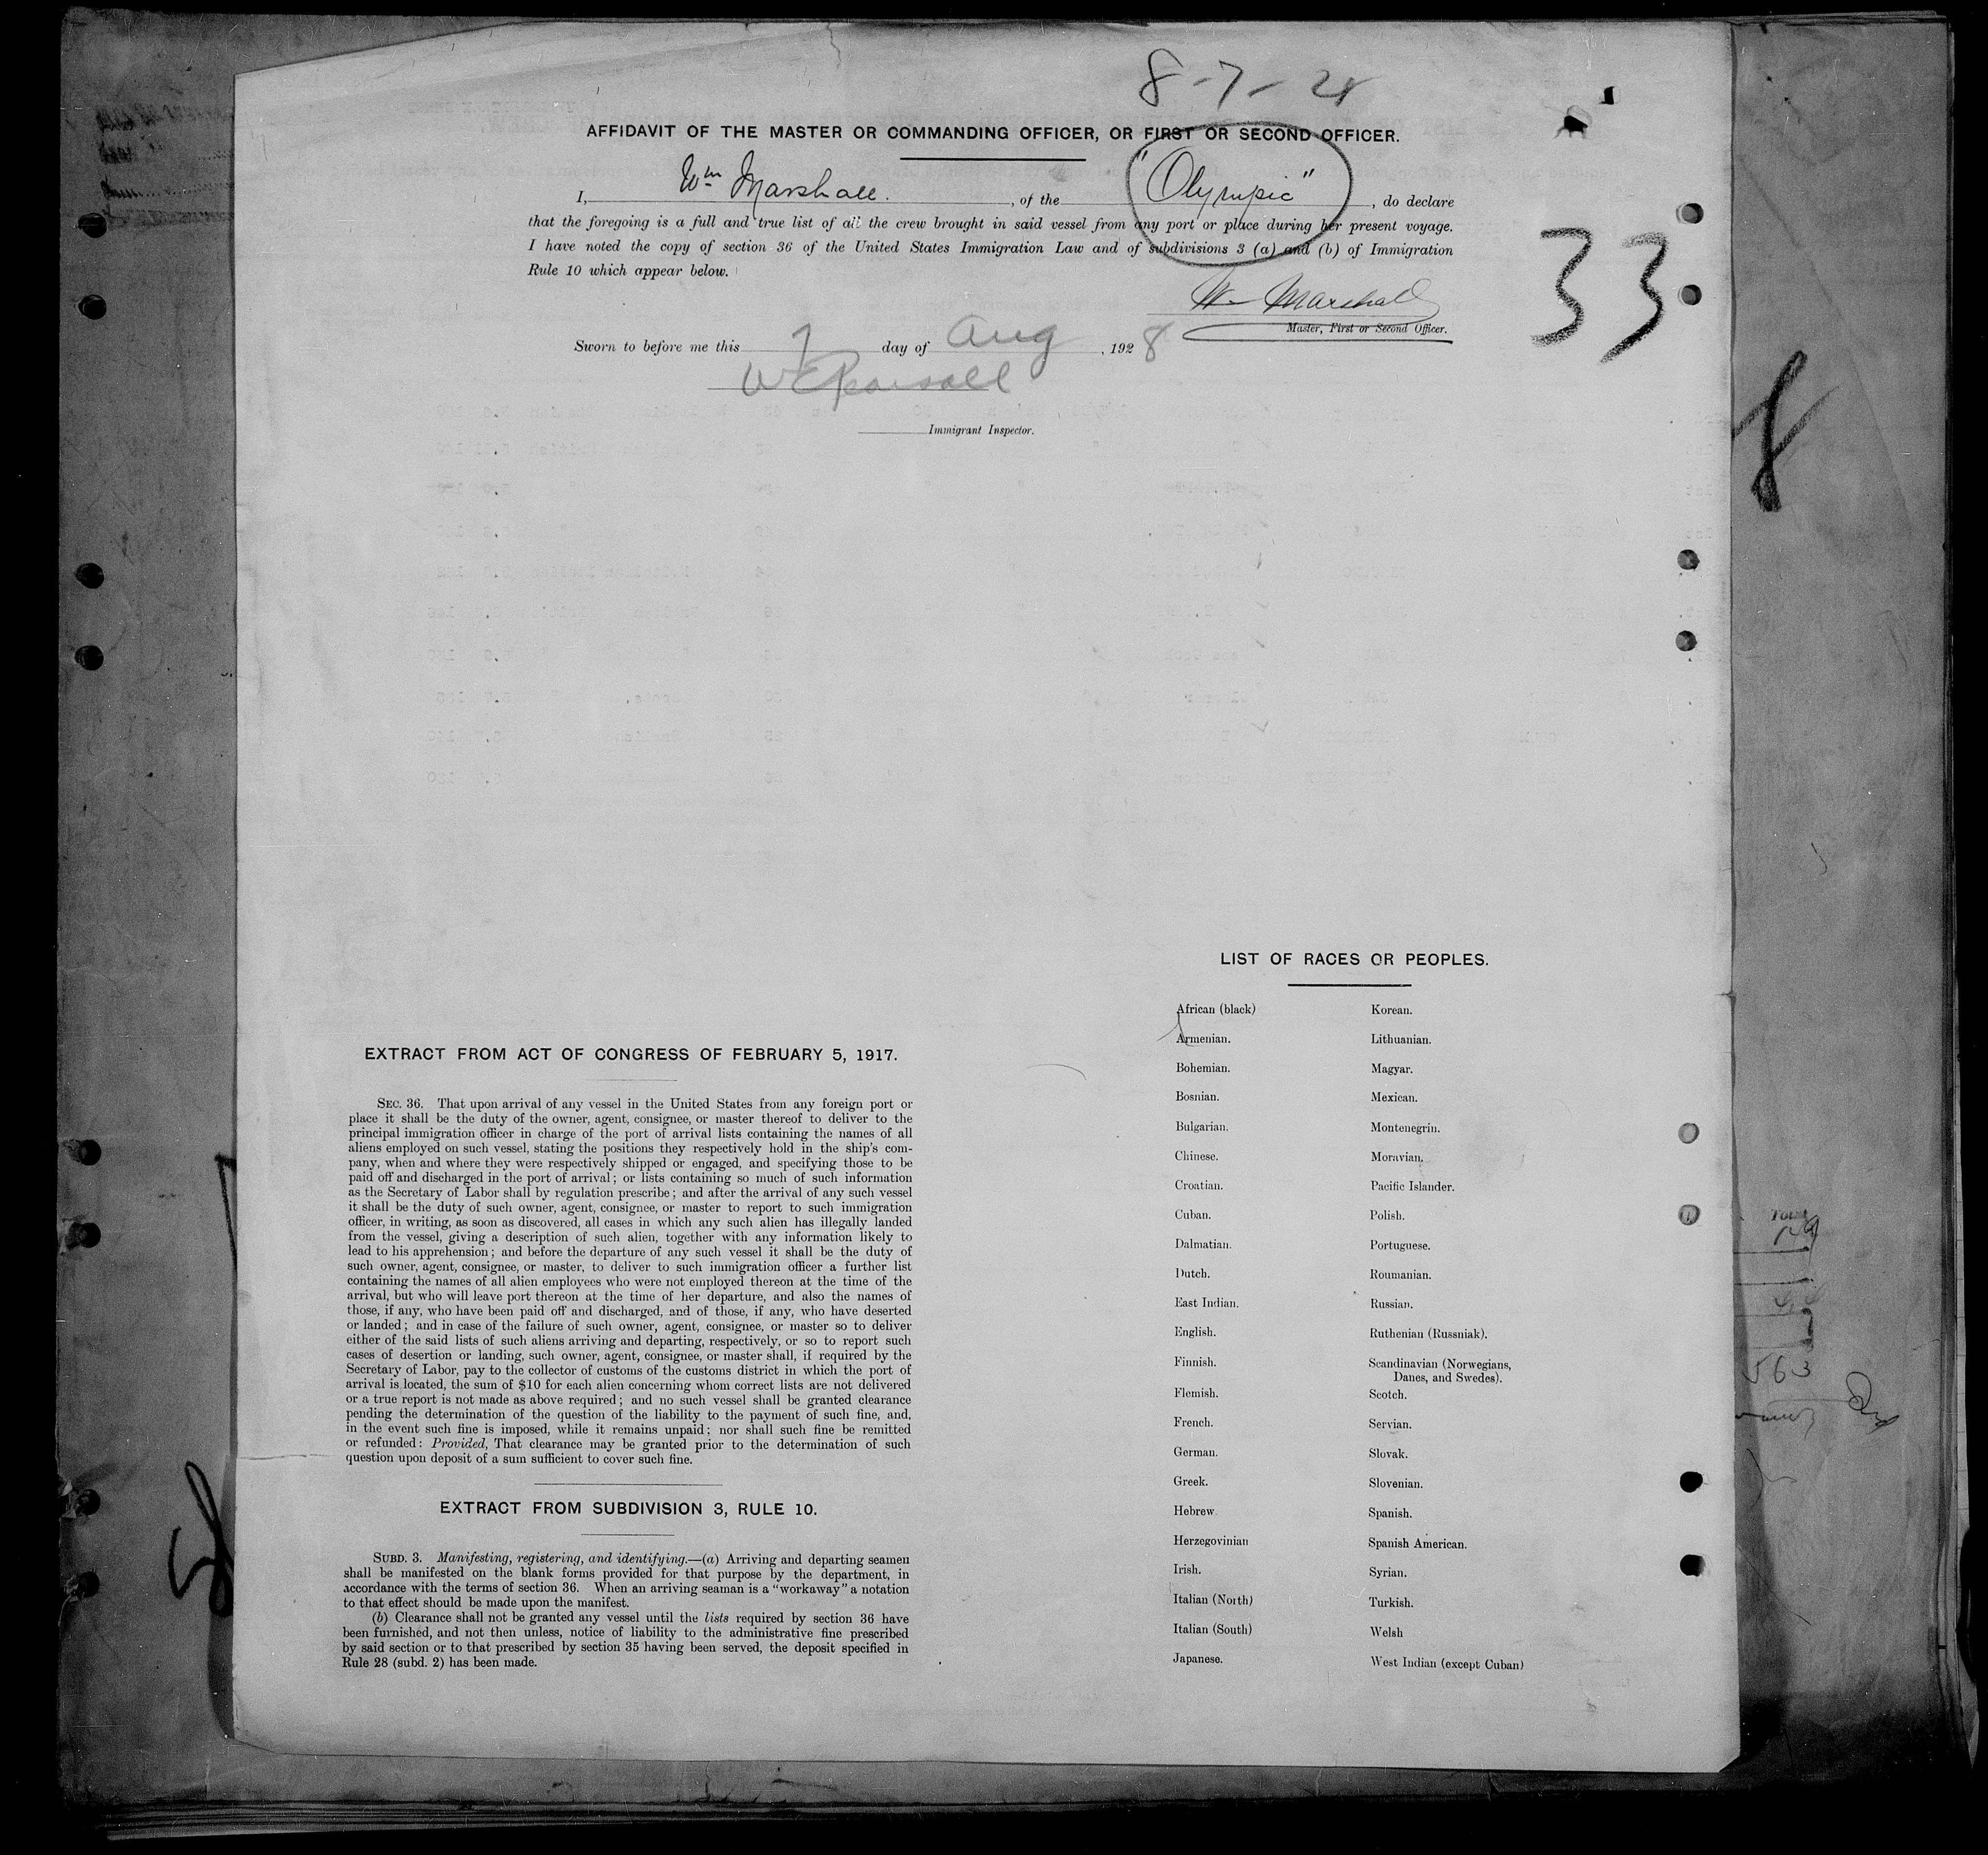 8-7-28
AFFIDAVIT OF THE MASTER OR COMMANDING OFFICER, OR FIRST OR SECOND OFFICER.
I, Wm Marshall. , of the "Olympic" , do declare
that the foregoing is a full and true list of all the crew brought in said vessel from any port or place during her present voyage.
I have noted the copy of section 36 of the United States Immigration Law and of subdivisions 3 (a) and (b) of Immigration
Rule 10 which appear below.
33
W Marshall
Master, First or Second Officer.
Sworn to before me this 7 day of Aug , 1928
W E Pearsall
Immigrant Inspector.
8
LIST OF RACES OR PEOPLES.
African (black)
Armenian.
Bohemian.
Bosnian.
Bulgarian.
Chinese.
Croatian.
Cuban.
Dalmatian.
Dutch.
East Indian.
English.
Finnish.
Flemish.
French.
German.
Greek.
Hebrew
Herzegovinian
Irish.
Italian (North)
Italian (South)
Japanese.
Korean.
Lithuanian.
Magyar.
Mexican.
Montenegrin.
Moravian.
Pacific Islander.
Polish.
Portuguese.
Roumanian.
Russian.
Ruthenian (Russniak).
Scandinavian (Norwegians,
Danes, and Swedes).
Scotch.
Servian.
Slovak.
Slovenian.
Spanish.
Spanish American.
Syrian.
Turkish.
Welsh
West Indian (except Cuban)
EXTRACT FROM ACT OF CONGRESS OF FEBRUARY 5, 1917.
SEC. 36. That upon arrival of any vessel in the United States from any foreign port or
place it shall be the duty of the owner, agent, consignee, or master thereof to deliver to the
principal immigration officer in charge of the port of arrival lists containing the names of all
aliens employed on such vessel, stating the positions they respectively hold in the ship's com-
pany, when and where they were respectively shipped or engaged, and specifying those to be
paid off and discharged in the port of arrival; or lists containing so much of such information
as the Secretary of Labor shall by regulation prescribe; and after the arrival of any such vessel
it shall be the duty of such owner, agent, consignee, or master to report to such immigration
officer, in writing, as soon as discovered, all cases in which any such alien has illegally landed
from the vessel, giving a description of such alien, together with any information likely to
lead to his apprehension; and before the departure of any such vessel it shall be the duty of
such owner, agent, consignee, or master, to deliver to such immigration officer a further list
containing the names of all alien employees who were not employed thereon at the time of the
arrival, but who will leave port thereon at the time of her departure, and also the names of
those, if any, who have been paid off and discharged, and of those, if any, who have deserted
or landed; and in case of the failure of such owner, agent, consignee, or master so to deliver
either of the said lists of such aliens arriving and departing, respectively, or so to report such
cases of desertion or landing, such owner, agent, consignee, or master shall, if required by the
Secretary of Labor, pay to the collector of customs of the customs district in which the port of
arrival is located, the sum of $10 for each alien concerning whom correct lists are not delivered
or a true report is not made as above required; and no such vessel shall be granted clearance
pending the determination of the question of the liability to the payment of such fine, and,
in the event such fine is imposed, while it remains unpaid; nor shall such fine be remitted
or refunded: Provided, That clearance may be granted prior to the determination of such
question upon deposit of a sum sufficient to cover such fine.
EXTRACT FROM SUBDIVISION 3, RULE 10.
SUBD. 3. Manifesting, registering, and identifying.—(a) Arriving and departing seamen
shall be manifested on the blank forms provided for that purpose by the department, in
accordance with the terms of section 36. When an arriving seaman is a "workaway" a notation
to that effect should be made upon the manifest.
(b) Clearance shall not be granted any vessel until the lists required by section 36 have
been furnished, and not then unless, notice of liability to the administrative fine prescribed
by said section or to that prescribed by section 35 having been served, the deposit specified in
Rule 28 (subd. 2) has been made.
563